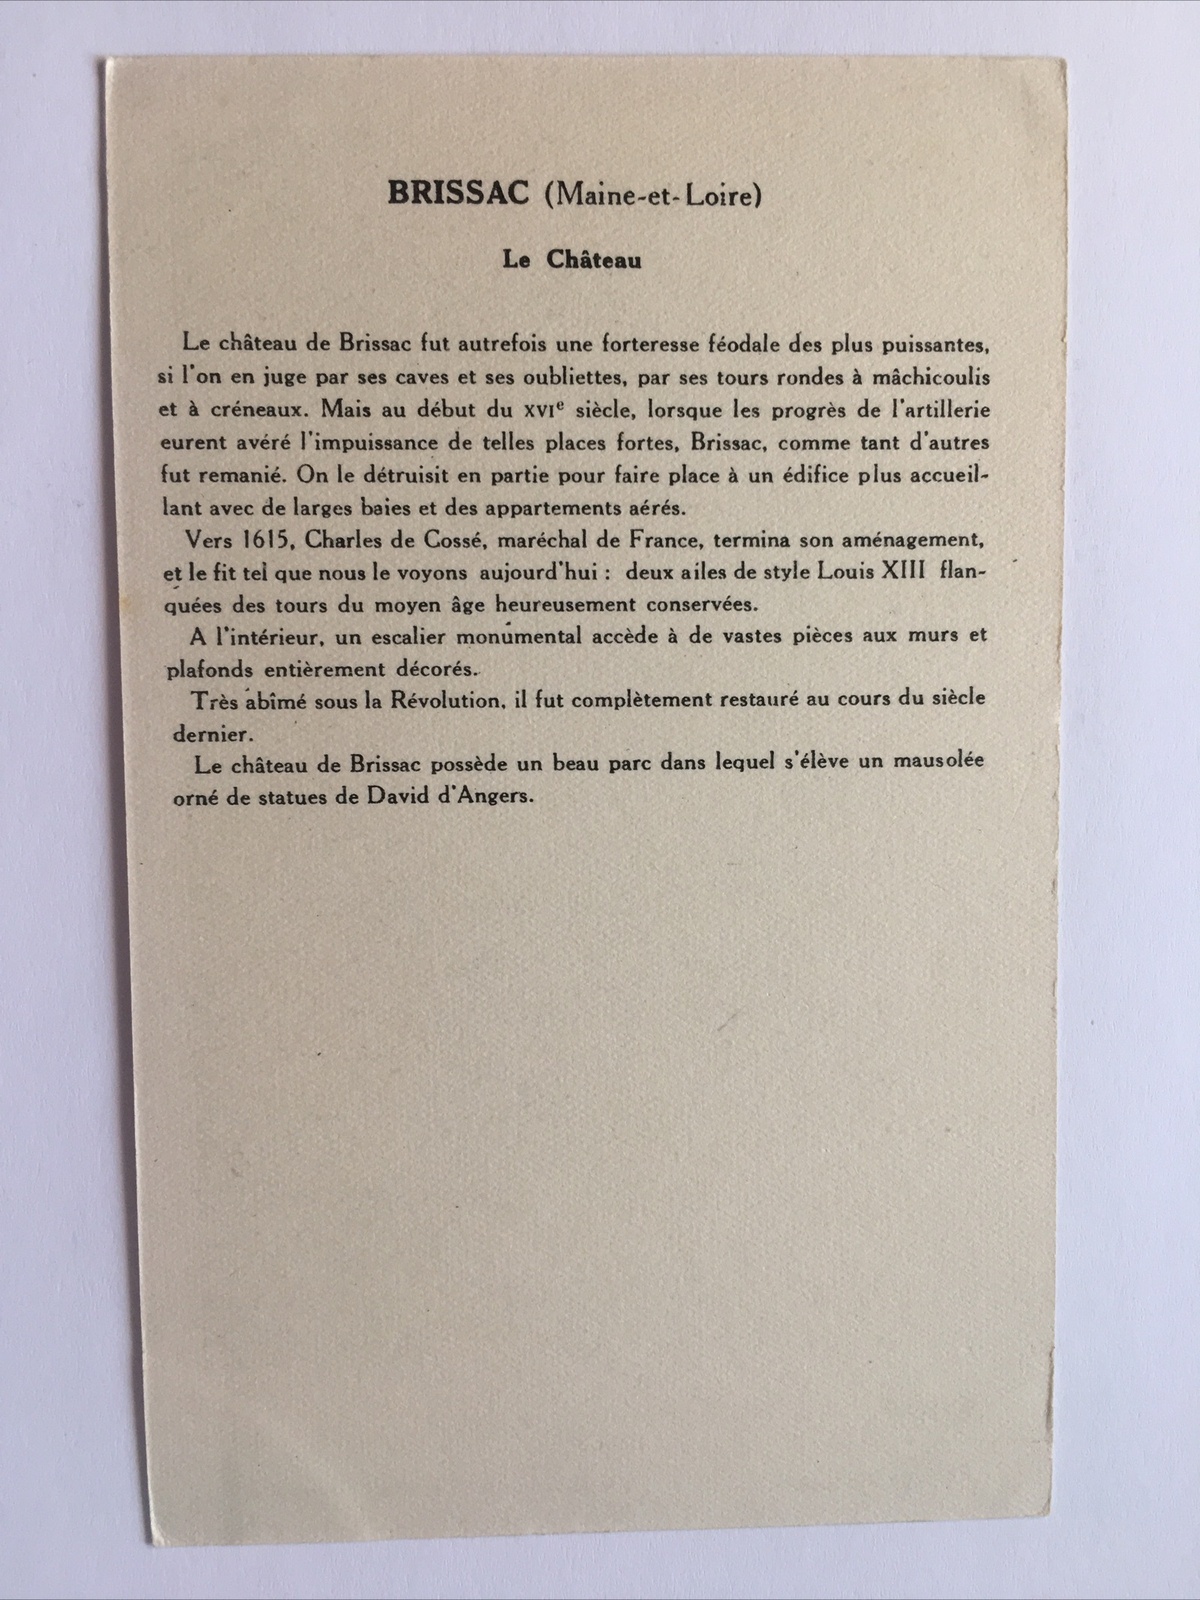 BRISSAC (Maine-et-Loire)
Le Château
Le château de Brissac fut autrefois une forteresse féodale des plus puissantes,
si l'on en juge par ses caves et ses oubliettes, par ses tours rondes à mâchicoulis
et à créneaux. Mais au début du XVIe siècle, lorsque les progrès de l'artillerie
eurent avéré l'impuissance de telles places fortes, Brissac, comme tant d'autres
fut remanié. On le détruisit en partie pour faire place à un édifice plus accueil-
lant avec de larges baies et des appartements aérés.
Vers 1615, Charles de Cossé, maréchal de France, termina son aménagement,
et le fit tel que nous le voyons aujourd'hui : deux ailes de style Louis XIII flan-
quées des tours du moyen âge heureusement conservées.
A l'intérieur, un escalier monumental accède à de vastes pièces aux murs et
plafonds entièrement décorés.
Très abîmé sous la Révolution, il fut complètement restauré au cours du siècle
dernier.
Le château de Brissac possède un beau parc dans lequel s'élève un mausolée
orné de statues de David d'Angers.